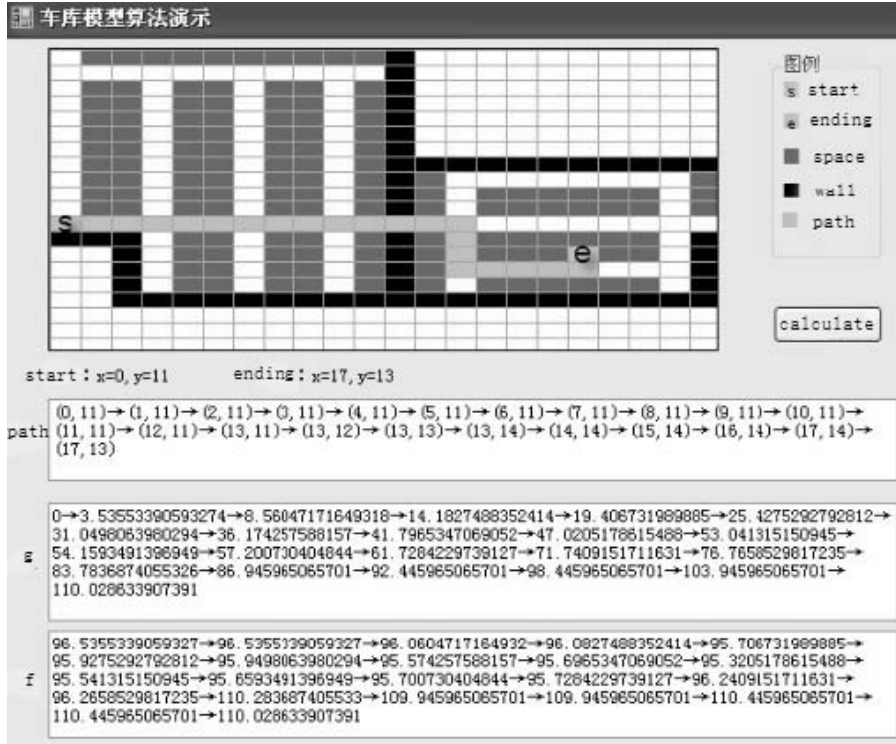 车库模型算法演示
图例
s start
e ending
space
wall
path
s
e
calculate
start：x=0, y=11
ending：x=17, y=13
path
(0, 11)→(1, 11)→(2, 11)→(3, 11)→(4, 11)→(5, 11)→(6, 11)→(7, 11)→(8, 11)→(9, 11)→(10, 11)→
(11, 11)→(12, 11)→(13, 11)→(13, 12)→(13, 13)→(13, 14)→(14, 14)→(15, 14)→(16, 14)→(17, 14)→
(17, 13)
g
0→3.53553390593274→8.56047171649318→14.1827488352414→19.406731989885→25.4275292792812→
31.0498063980294→36.174257588157→41.7965347069052→47.0205178615488→53.041315150945→
54.1593491396949→57.200730404844→61.7284229739127→71.7409151711631→76.7658529817235→
83.7836874055326→86.945965065701→92.445965065701→98.445965065701→103.945965065701→
110.028633907391
f
96.5355339059327→96.5355339059327→96.0604717164932→96.0827488352414→95.706731989885→
95.9275292792812→95.9498063980294→95.574257588157→95.6965347069052→95.3205178615488→
95.541315150945→95.6593491396949→95.700730404844→95.7284229739127→96.2409151711631→
96.2658529817235→110.283687405533→109.945965065701→109.945965065701→110.445965065701→
110.445965065701→110.028633907391